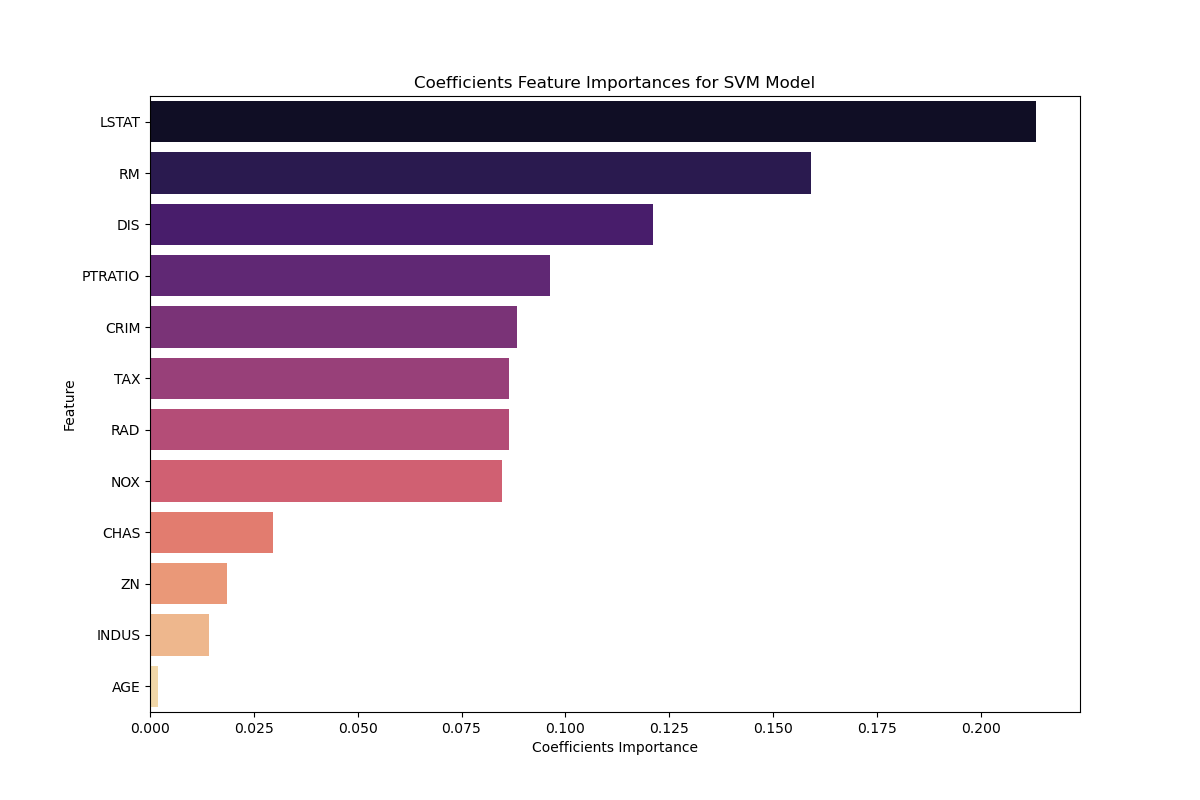 Coefficients Feature Importances for SVM Model
LSTAT
RM
DIS
PTRATIO
CRIM
TAX
RAD
NOX
CHAS
ZN
INDUS
AGE
Feature
0.000 0.025 0.050 0.075 0.100 0.125 0.150 0.175 0.200
Coefficients Importance